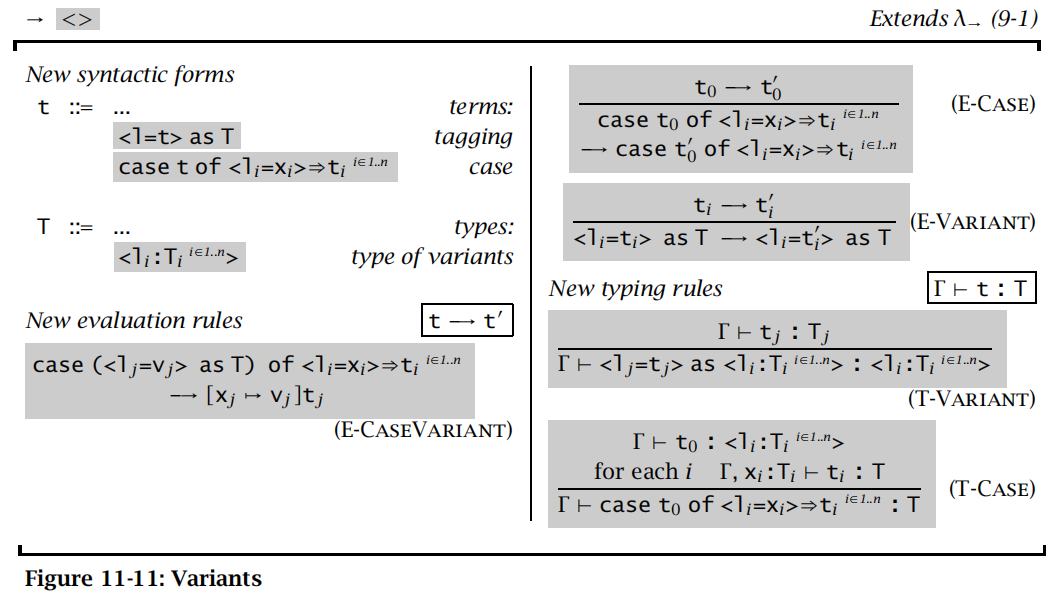 → <>
Extends λ→ (9-1)
New syntactic forms
t ::= ... terms:
<l=t> as T tagging
case t of <lᵢ=xᵢ>⇒tᵢ ⁱ∈¹··ⁿ case
T ::= ... types:
<lᵢ:Tᵢ ⁱ∈¹··ⁿ> type of variants
New evaluation rules t ⟶ t′
case (<lⱼ=vⱼ> as T) of <lᵢ=xᵢ>⇒tᵢ ⁱ∈¹··ⁿ
⟶ [xⱼ ↦ vⱼ]tⱼ
(E-CASEVARIANT)
t₀ ⟶ t₀′
(E-CASE)
case t₀ of <lᵢ=xᵢ>⇒tᵢ ⁱ∈¹··ⁿ
⟶ case t₀′ of <lᵢ=xᵢ>⇒tᵢ ⁱ∈¹··ⁿ
tᵢ ⟶ tᵢ′
(E-VARIANT)
<lᵢ=tᵢ> as T ⟶ <lᵢ=tᵢ′> as T
New typing rules Γ ⊢ t : T
Γ ⊢ tⱼ : Tⱼ
Γ ⊢ <lⱼ=tⱼ> as <lᵢ:Tᵢ ⁱ∈¹··ⁿ> : <lᵢ:Tᵢ ⁱ∈¹··ⁿ>
(T-VARIANT)
Γ ⊢ t₀ : <lᵢ:Tᵢ ⁱ∈¹··ⁿ>
for each i Γ, xᵢ:Tᵢ ⊢ tᵢ : T
(T-CASE)
Γ ⊢ case t₀ of <lᵢ=xᵢ>⇒tᵢ ⁱ∈¹··ⁿ : T
Figure 11-11: Variants